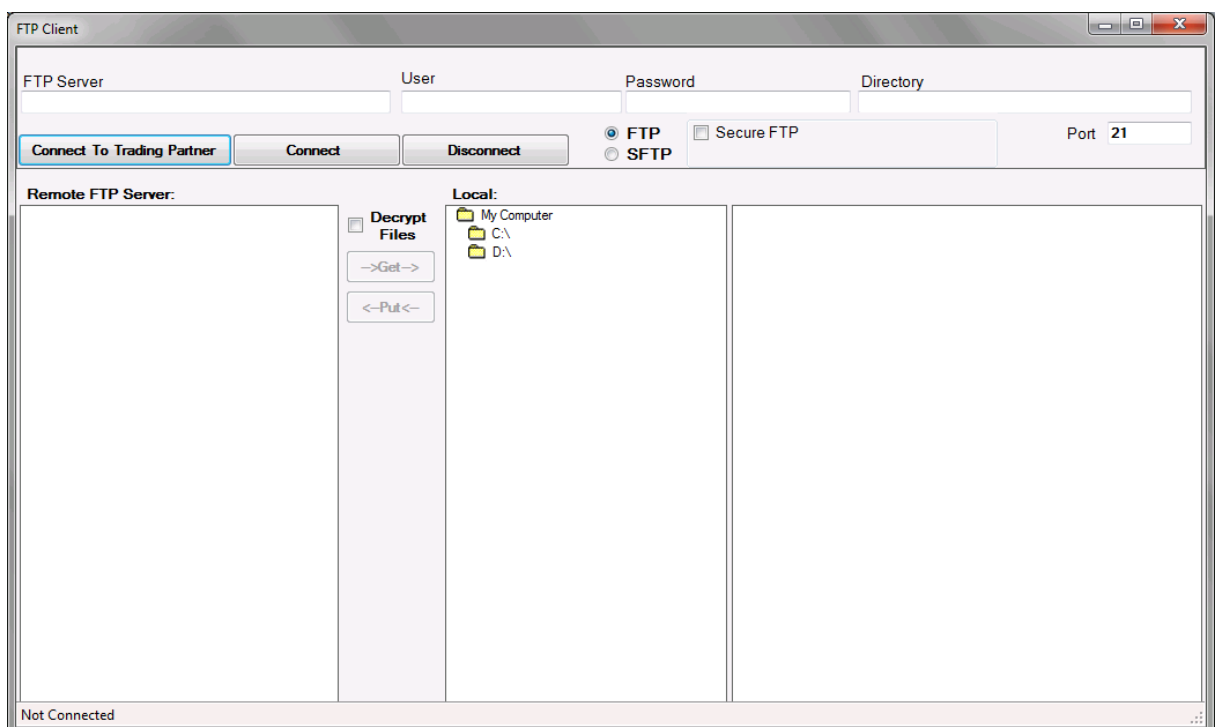 FTP Client
FTP Server User Password Directory
Connect To Trading Partner Connect Disconnect FTP Secure FTP Port 21
SFTP
Remote FTP Server: Local:
Decrypt Files
My Computer
C:\
D:\
-->Get-->
<--Put<--
Not Connected